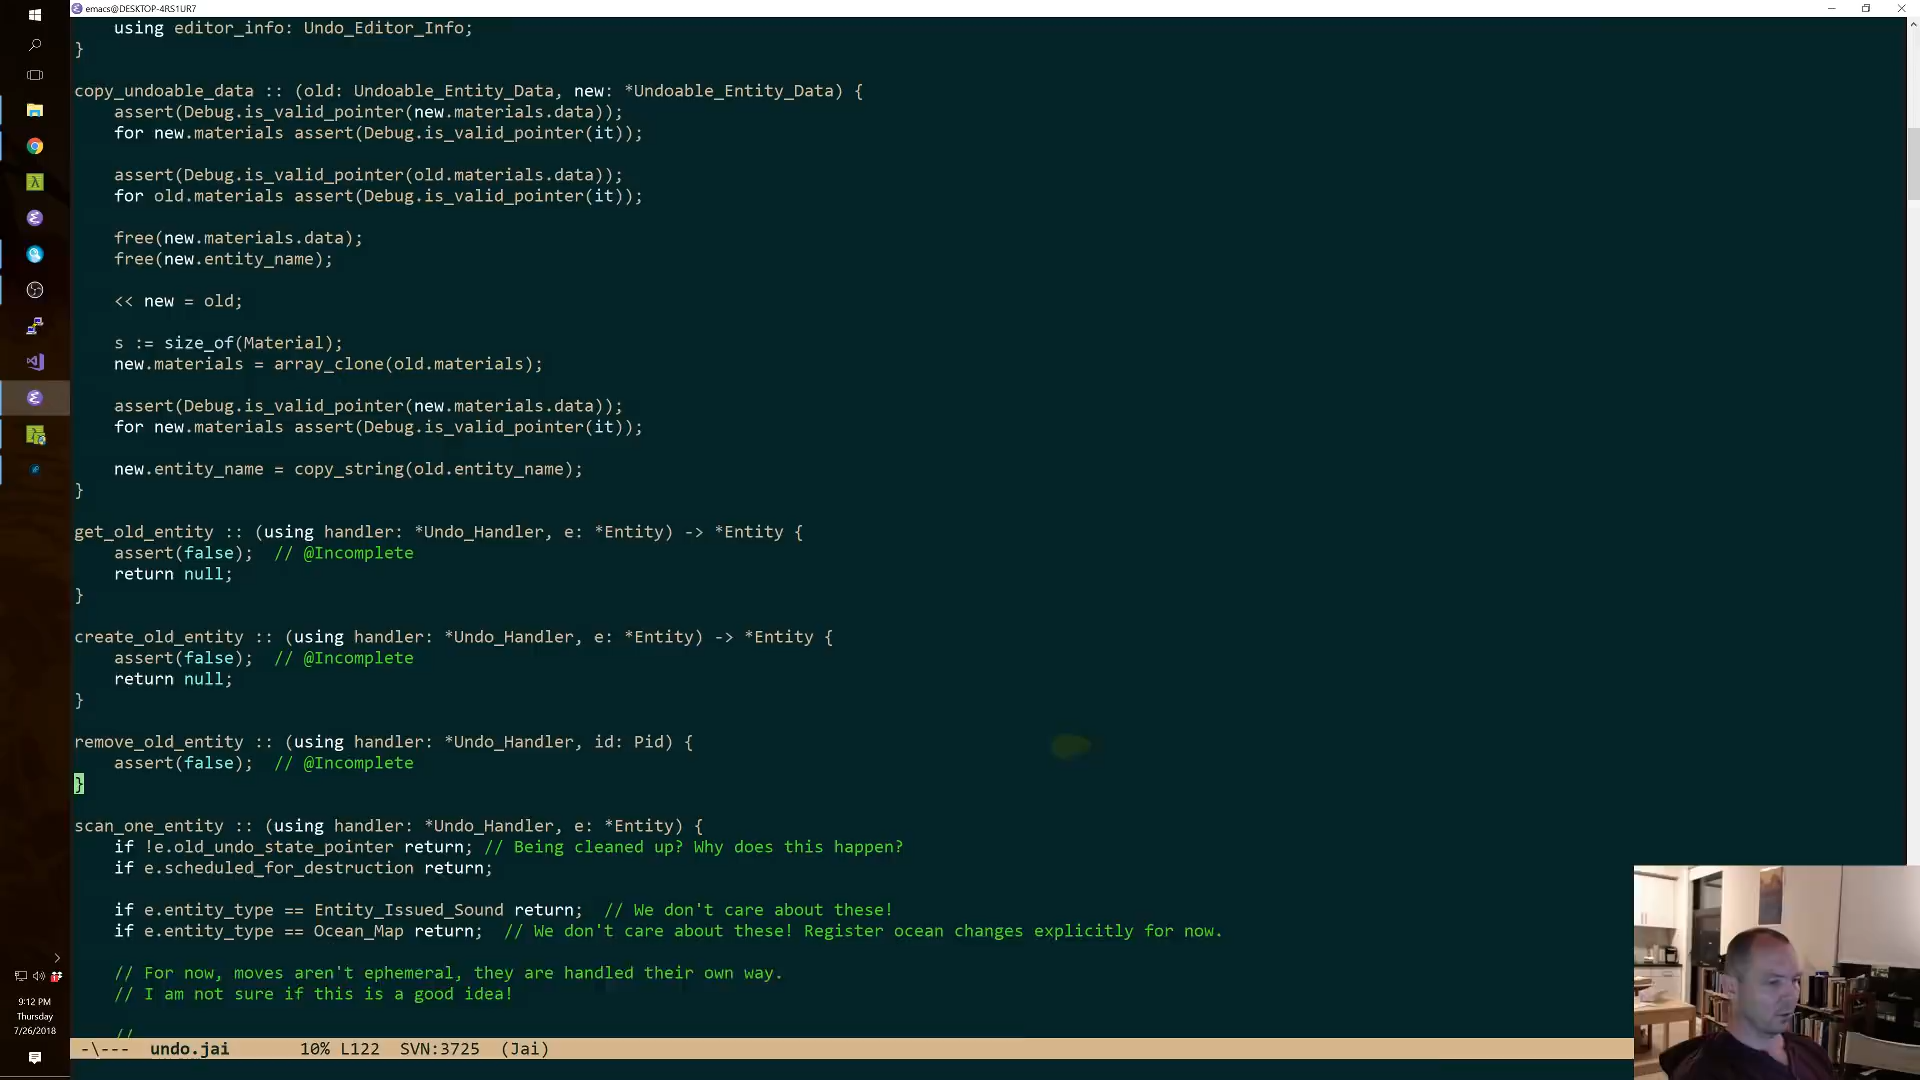 emacs@DESKTOP-4RS1UR7
using editor_info: Undo_Editor_Info;
}
copy_undoable_data :: (old: Undoable_Entity_Data, new: *Undoable_Entity_Data) {
assert(Debug.is_valid_pointer(new.materials.data));
for new.materials assert(Debug.is_valid_pointer(it));
assert(Debug.is_valid_pointer(old.materials.data));
for old.materials assert(Debug.is_valid_pointer(it));
free(new.materials.data);
free(new.entity_name);
<< new = old;
s := size_of(Material);
new.materials = array_clone(old.materials);
assert(Debug.is_valid_pointer(new.materials.data));
for new.materials assert(Debug.is_valid_pointer(it));
new.entity_name = copy_string(old.entity_name);
}
get_old_entity :: (using handler: *Undo_Handler, e: *Entity) -> *Entity {
assert(false);  // @Incomplete
return null;
}
create_old_entity :: (using handler: *Undo_Handler, e: *Entity) -> *Entity {
assert(false);  // @Incomplete
return null;
}
remove_old_entity :: (using handler: *Undo_Handler, id: Pid) {
assert(false);  // @Incomplete
}
scan_one_entity :: (using handler: *Undo_Handler, e: *Entity) {
if !e.old_undo_state_pointer return; // Being cleaned up? Why does this happen?
if e.scheduled_for_destruction return;
if e.entity_type == Entity_Issued_Sound return;  // We don't care about these!
if e.entity_type == Ocean_Map return;  // We don't care about these! Register ocean changes explicitly for now.
// For now, moves aren't ephemeral, they are handled their own way.
// I am not sure if this is a good idea!
//
-\--- undo.jai 10% L122 SVN:3725 (Jai)
9:12 PM
Thursday
7/26/2018